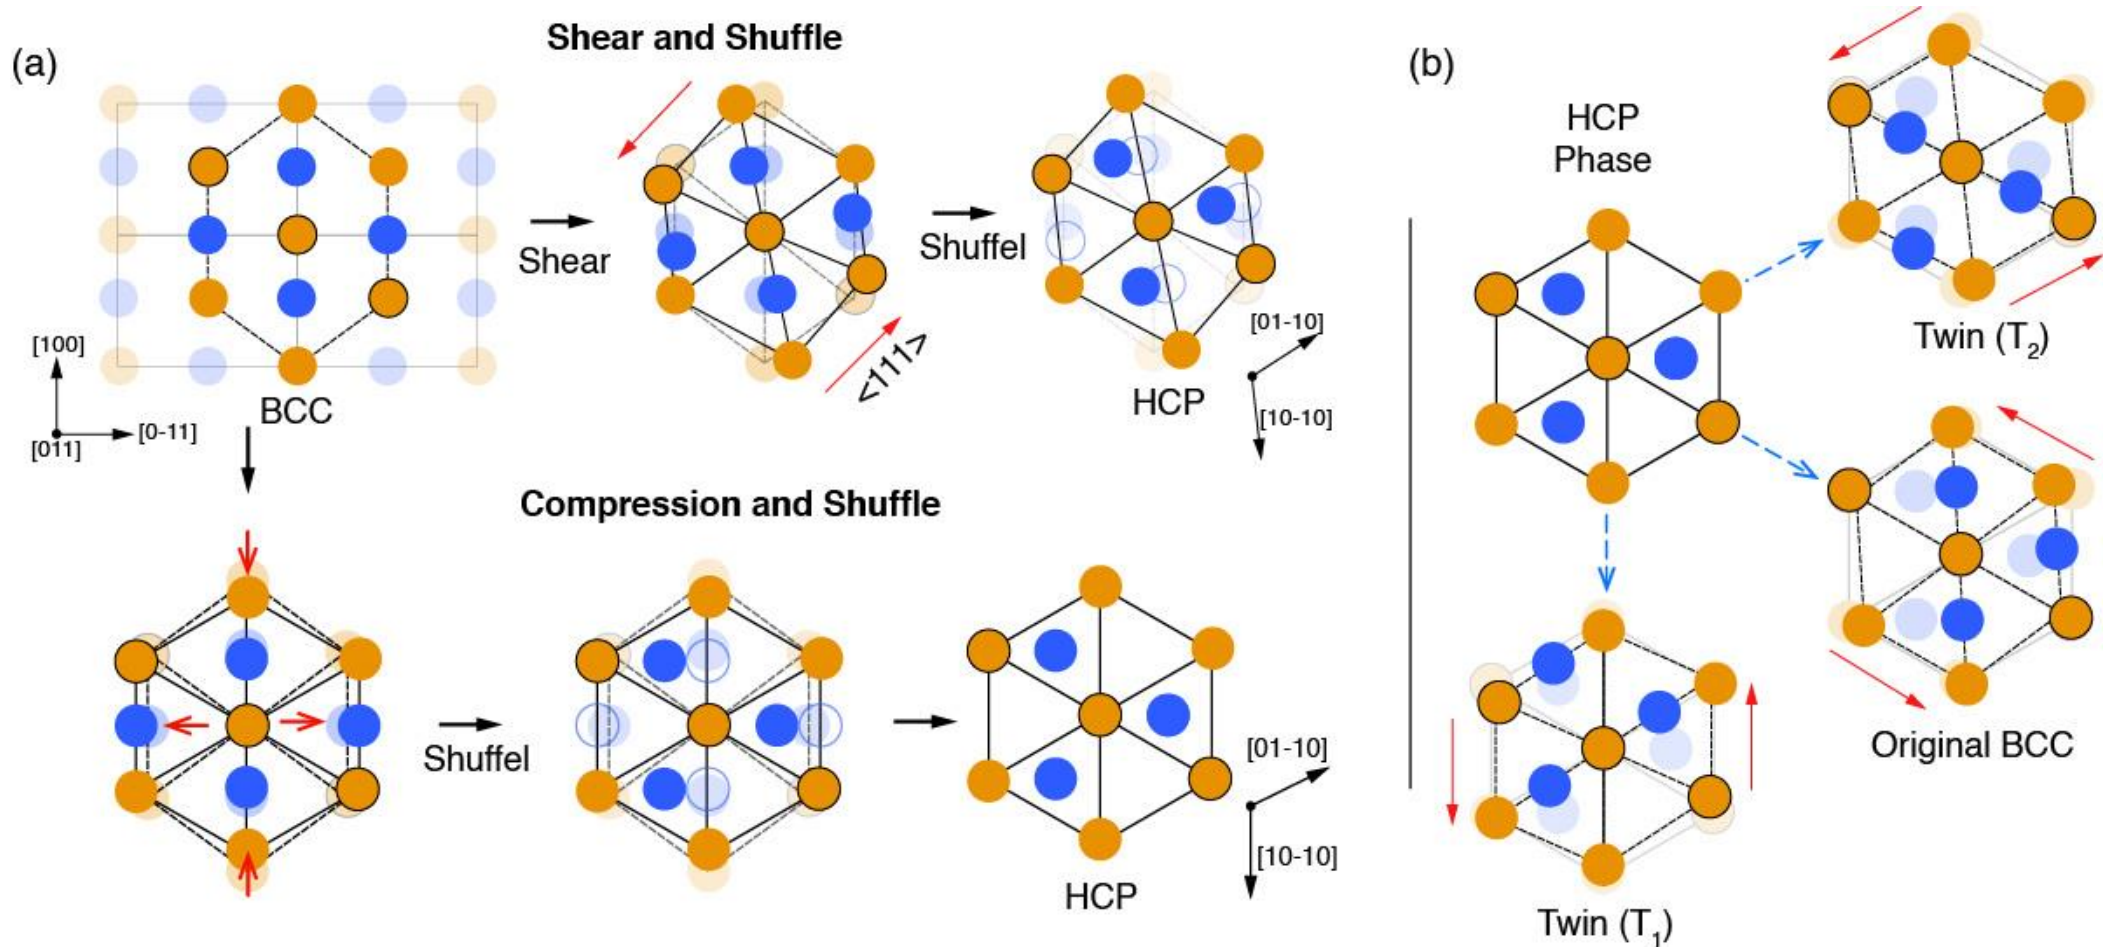 (a)
Shear and Shuffle
Shear
Shuffel
<111>
[100]
[011]
[0-11]
BCC
HCP
[01-10]
[10-10]
Compression and Shuffle
Shuffel
HCP
[01-10]
[10-10]
(b)
HCP
Phase
Twin (T2)
Original BCC
Twin (T1)